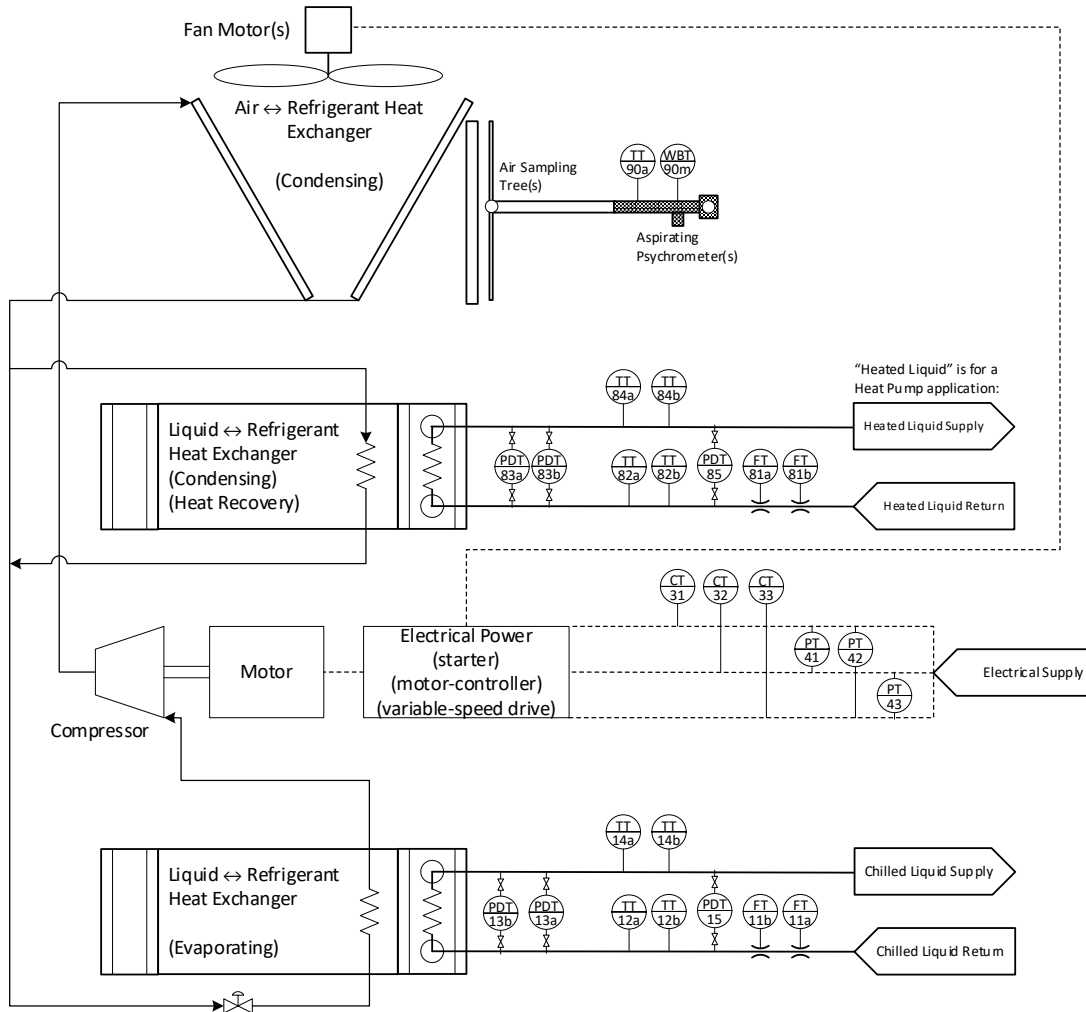 Fan Motor(s)
Air ↔ Refrigerant Heat
Exchanger
(Condensing)
Air Sampling
Tree(s)
TT
90a
WBT
90m
Aspirating
Psychrometer(s)
"Heated Liquid" is for a
Heat Pump application:
TT
84a
TT
84b
Heated Liquid Supply
Liquid ↔ Refrigerant
Heat Exchanger
(Condensing)
(Heat Recovery)
PDT
83a
PDT
83b
TT
82a
TT
82b
PDT
85
FT
81a
FT
81b
Heated Liquid Return
CT
31
CT
32
CT
33
Compressor
Motor
Electrical Power
(starter)
(motor-controller)
(variable-speed drive)
PT
41
PT
42
PT
43
Electrical Supply
TT
14a
TT
14b
Chilled Liquid Supply
Liquid ↔ Refrigerant
Heat Exchanger
(Evaporating)
PDT
13b
PDT
13a
TT
12a
TT
12b
PDT
15
FT
11b
FT
11a
Chilled Liquid Return